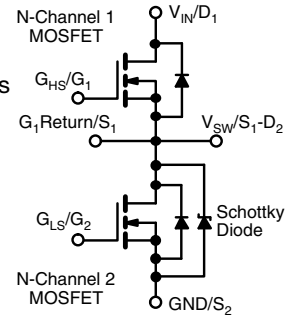 N-Channel 1
MOSFET
V_IN/D_1
s
G_HS/G_1
G_1Return/S_1
V_SW/S_1-D_2
G_LS/G_2
Schottky
Diode
N-Channel 2
MOSFET
GND/S_2